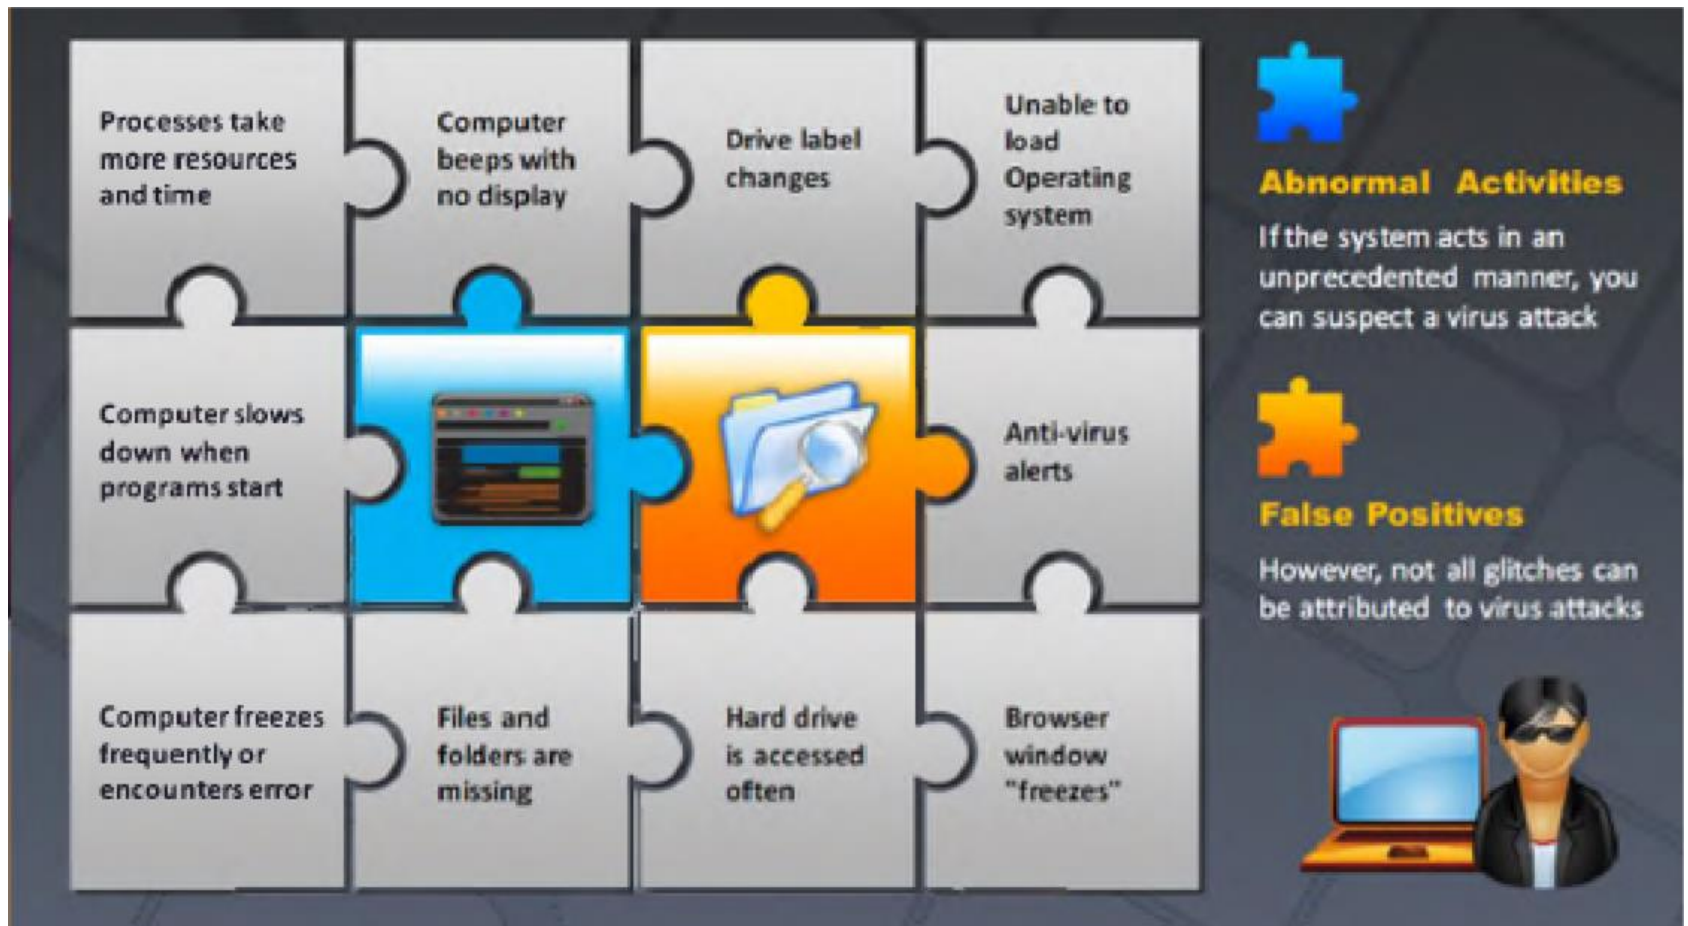 Processes take
more resources
and time
Computer
beeps with
no display
Drive label
changes
Unable to
load
Operating
system
Computer slows
down when
programs start
Anti-virus
alerts
Computer freezes
frequently or
encounters error
Files and
folders are
missing
Hard drive
is accessed
often
Browser
window
"freezes"
Abnormal Activities
If the system acts in an
unprecedented manner, you
can suspect a virus attack
False Positives
However, not all glitches can
be attributed to virus attacks